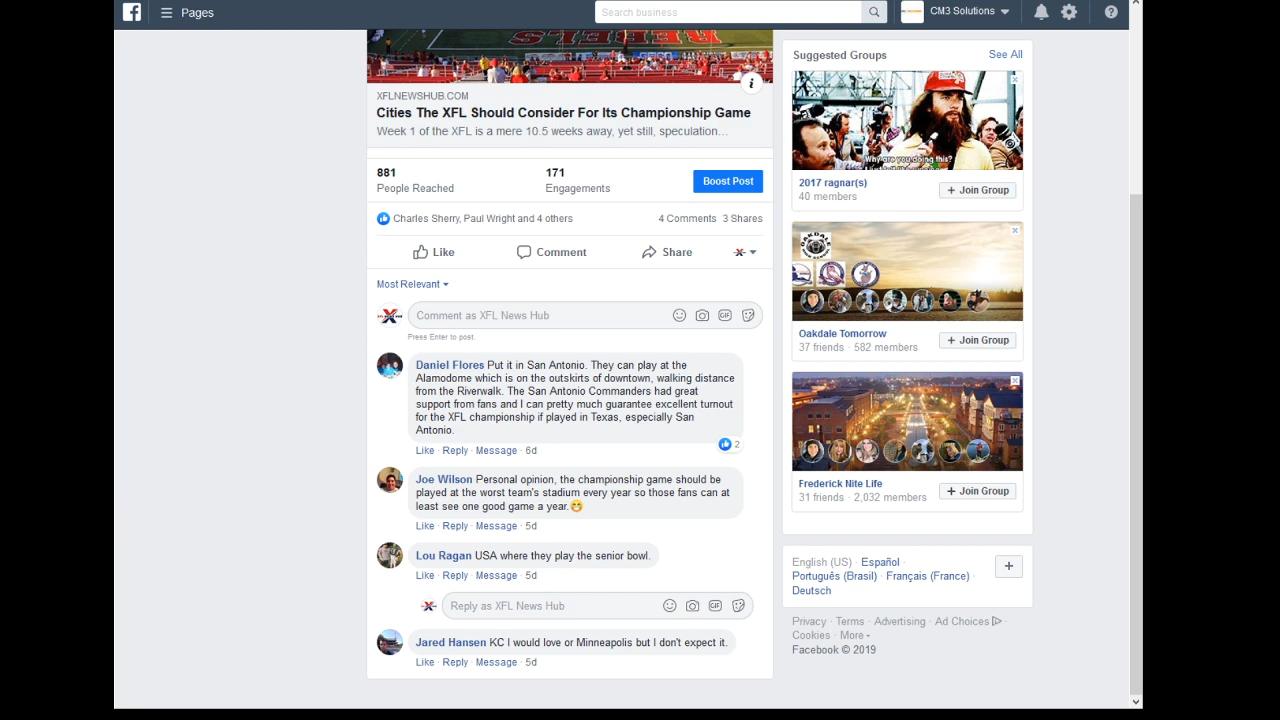 Pages
Search business
CM3 Solutions
REBELS
GEICO
XFLNEWSHUB.COM
Cities The XFL Should Consider For Its Championship Game
Week 1 of the XFL is a mere 10.5 weeks away, yet still, speculation…
881
People Reached
171
Engagements
Boost Post
Charles Sherry, Paul Wright and 4 others
4 Comments 3 Shares
Like
Comment
Share
Most Relevant
Comment as XFL News Hub
GIF
Press Enter to post.
Daniel Flores Put it in San Antonio. They can play at the
Alamodome which is on the outskirts of downtown, walking distance
from the Riverwalk. The San Antonio Commanders had great
support from fans and I can pretty much guarantee excellent turnout
for the XFL championship if played in Texas, especially San
Antonio.
2
Like · Reply · Message · 6d
Joe Wilson Personal opinion, the championship game should be
played at the worst team's stadium every year so those fans can at
least see one good game a year.😁
Like · Reply · Message · 5d
Lou Ragan USA where they play the senior bowl.
Like · Reply · Message · 5d
Reply as XFL News Hub
GIF
Jared Hansen KC I would love or Minneapolis but I don't expect it.
Like · Reply · Message · 5d
Suggested Groups
See All
Why are you doing this?
2017 ragnar(s)
40 members
+ Join Group
OAKDALE
HIGH SCHOOL
Oakdale Tomorrow
37 friends · 582 members
+ Join Group
Frederick Nite Life
31 friends · 2,032 members
+ Join Group
English (US) · Español ·
Português (Brasil) · Français (France) ·
Deutsch
+
Privacy · Terms · Advertising · Ad Choices ·
Cookies · More
Facebook © 2019